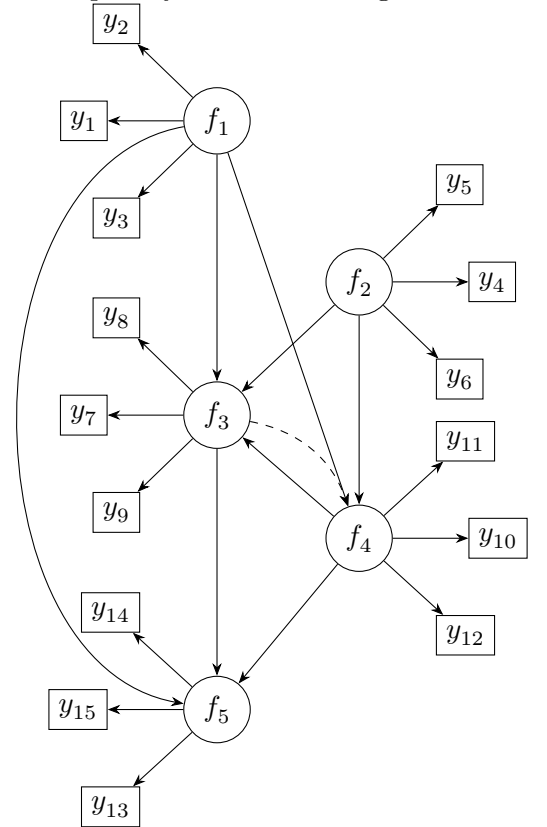 y₂
y₁
f₁
y₃
y₅
f₂
y₄
y₆
y₈
y₇
f₃
y₉
y₁₁
f₄
y₁₀
y₁₂
y₁₄
y₁₅
f₅
y₁₃